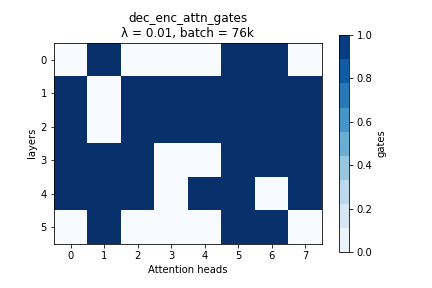 dec_enc_attn_gates
λ = 0.01, batch = 76k
layers
0
1
2
3
4
5
0 1 2 3 4 5 6 7
Attention heads
1.0
0.8
0.6
0.4
0.2
0.0
gates